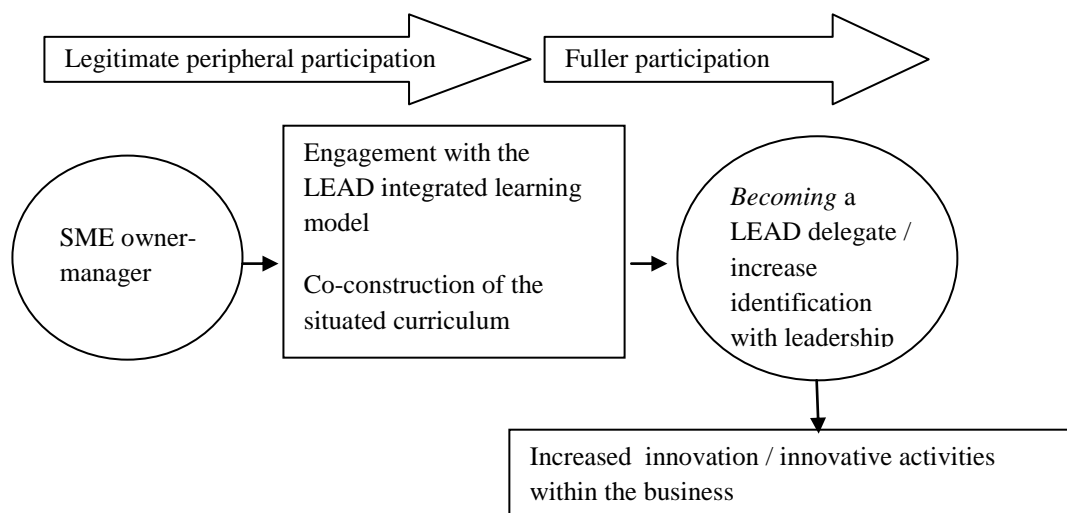 Legitimate peripheral participation
Fuller participation
SME owner-
manager
Engagement with the
LEAD integrated learning
model
Co-construction of the
situated curriculum
Becoming a
LEAD delegate /
increase
identification
with leadership
Increased innovation / innovative activities
within the business